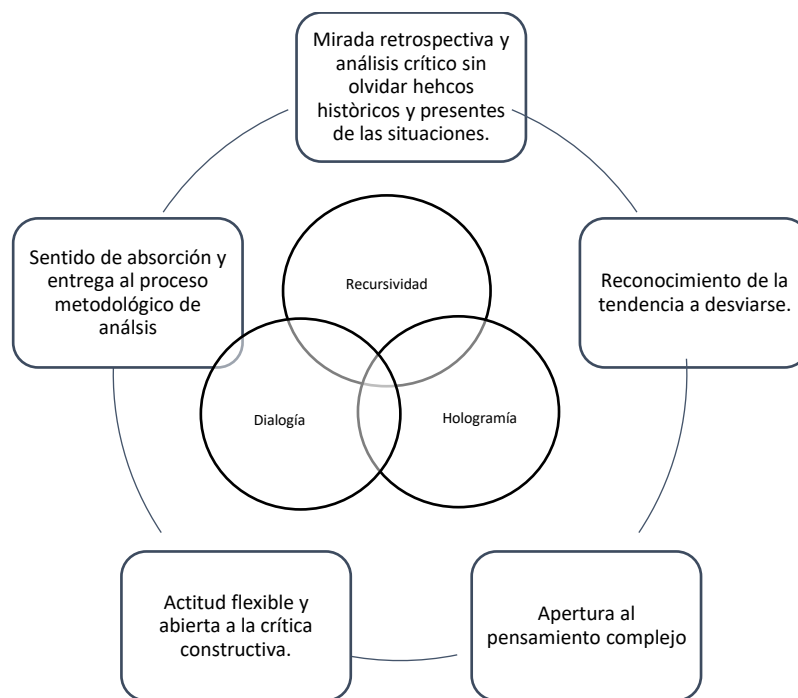 Mirada retrospectiva y
análisis crítico sin
olvidar hehcos
històricos y presentes
de las situaciones.
Sentido de absorción y
entrega al proceso
metodológico de
análsis
Recursividad
Reconocimiento de la
tendencia a desviarse.
Dialogía
Hologramía
Actitud flexible y
abierta a la crítica
constructiva.
Apertura al
pensamiento complejo